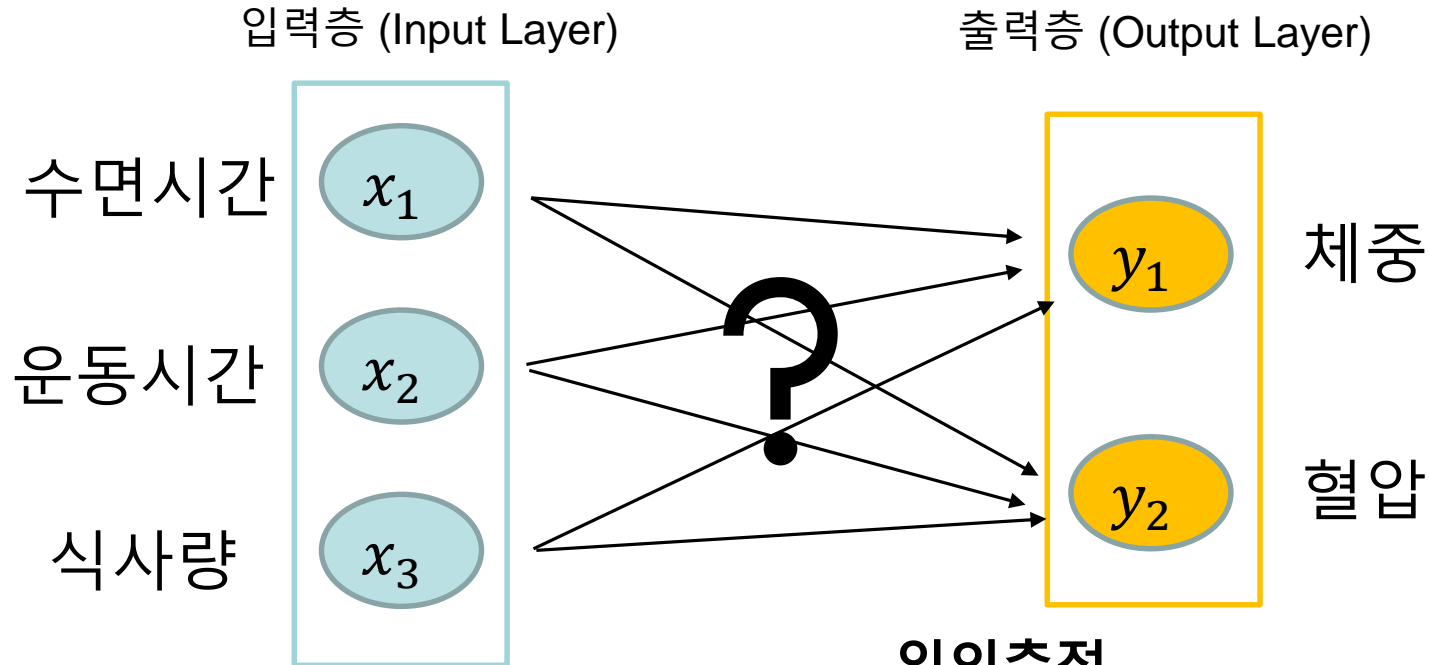 입력층 (Input Layer)
출력층 (Output Layer)
수면시간
x₁
y₁
체중
운동시간
x₂
?
식사량
x₃
y₂
혈압